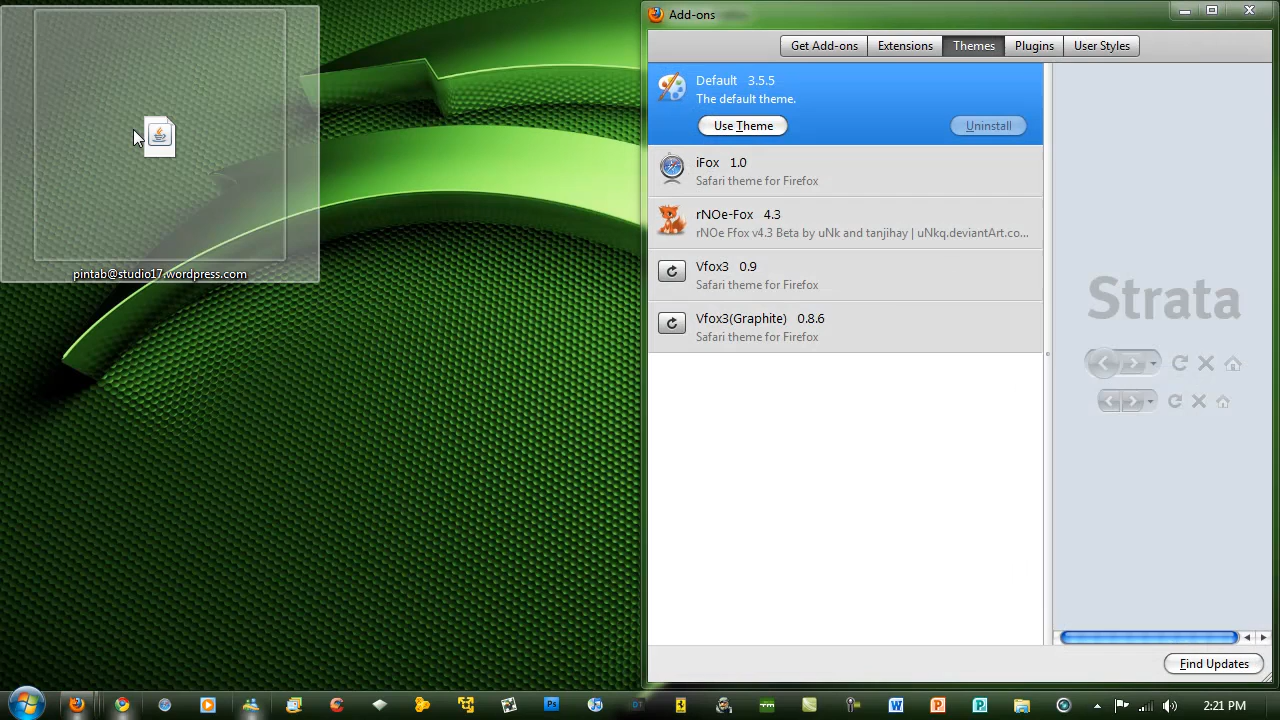 Add-ons
Get Add-ons
Extensions
Themes
Plugins
User Styles
Default 3.5.5
The default theme.
Use Theme
Uninstall
iFox 1.0
Safari theme for Firefox
rNOe-Fox 4.3
rNOe Ffox v4.3 Beta by uNk and tanjihay | uNkq.deviantArt.co...
Vfox3 0.9
Safari theme for Firefox
Vfox3(Graphite) 0.8.6
Safari theme for Firefox
Strata
Find Updates
pintab@studio17.wordpress.com
Ps
DT
TM
W
P
P
2:21 PM